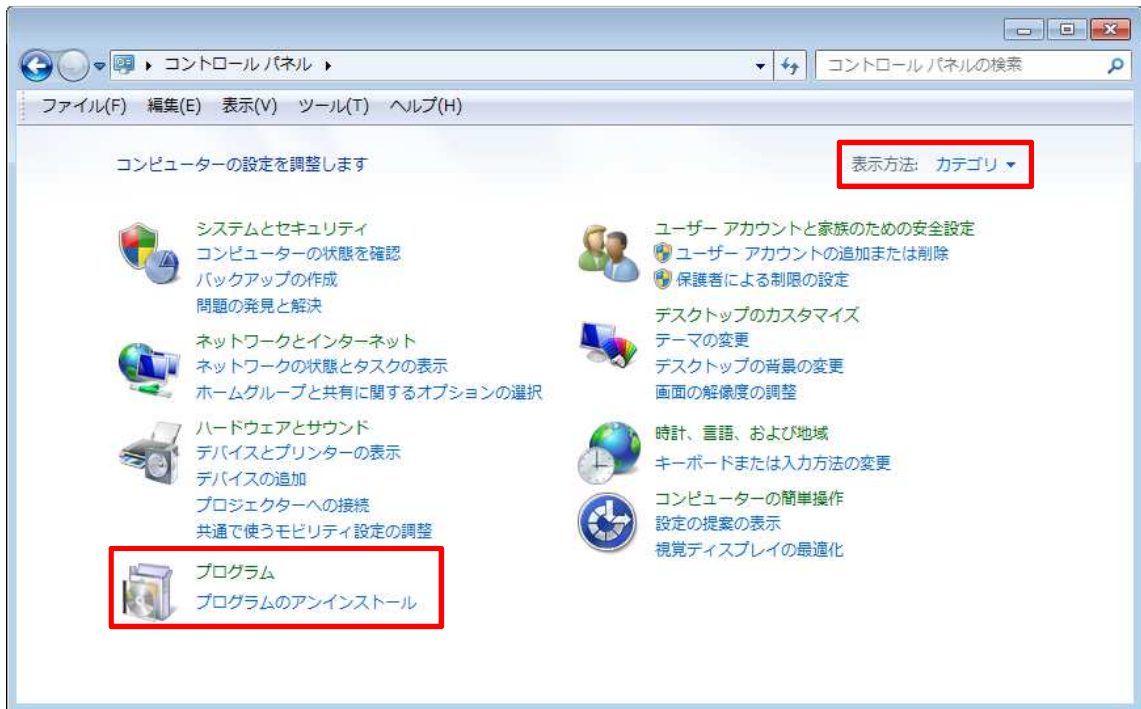 コントロール パネル
コントロール パネルの検索
ファイル(F) 編集(E) 表示(V) ツール(T) ヘルプ(H)
コンピューターの設定を調整します
表示方法: カテゴリ
システムとセキュリティ
コンピューターの状態を確認
バックアップの作成
問題の発見と解決
ネットワークとインターネット
ネットワークの状態とタスクの表示
ホームグループと共有に関するオプションの選択
ハードウェアとサウンド
デバイスとプリンターの表示
デバイスの追加
プロジェクターへの接続
共通で使うモビリティ設定の調整
プログラム
プログラムのアンインストール
ユーザー アカウントと家族のための安全設定
ユーザー アカウントの追加または削除
保護者による制限の設定
デスクトップのカスタマイズ
テーマの変更
デスクトップの背景の変更
画面の解像度の調整
時計、言語、および地域
キーボードまたは入力方法の変更
コンピューターの簡単操作
設定の提案の表示
視覚ディスプレイの最適化